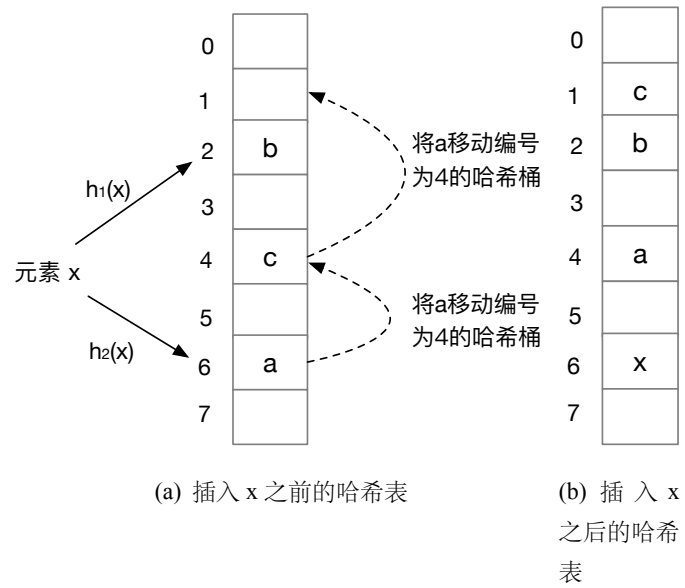 0
1
2
b
3
4
c
5
6
a
7
h1(x)
元素 x
h2(x)
将a移动编号
为4的哈希桶
将a移动编号
为4的哈希桶
(a) 插入 x 之前的哈希表
0
1
c
2
b
3
4
a
5
6
x
7
(b) 插 入 x
之后的哈希
表